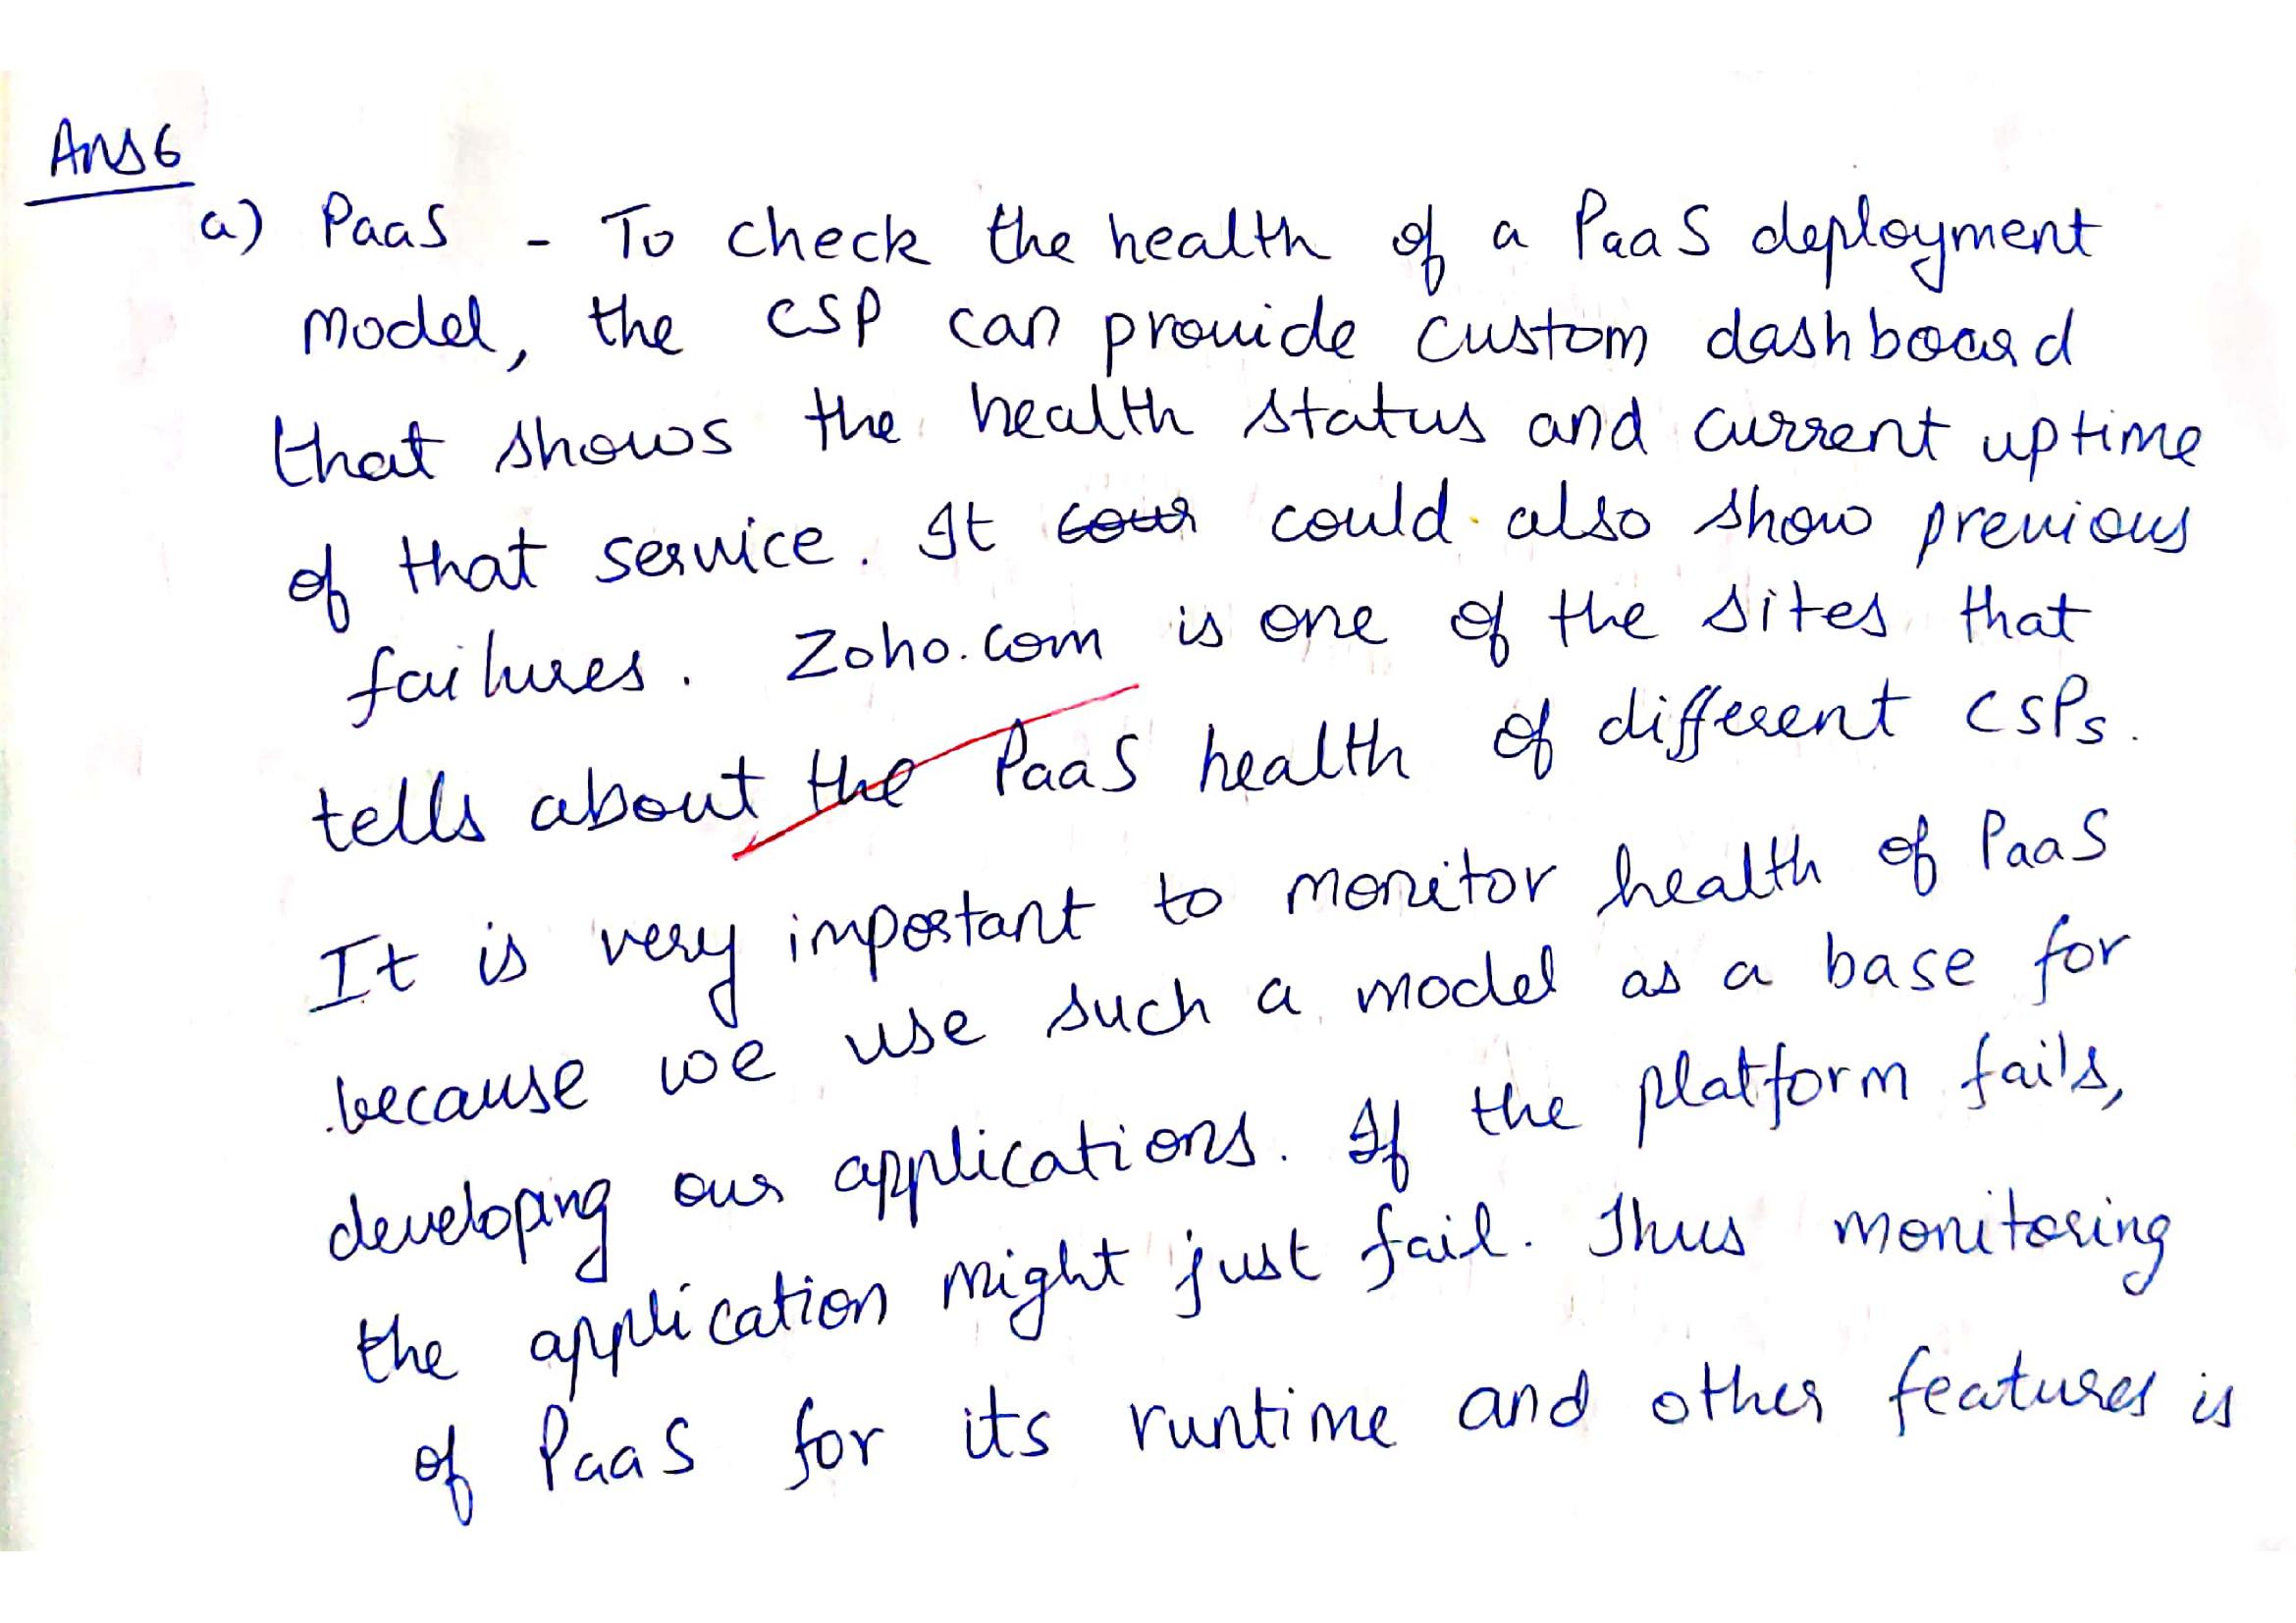 Ans 6
a) PaaS - To check the health of a PaaS deployment
model, the CSP can provide custom dashboard
that shows the health status and current uptime
of that service. It could also show previous
failures. Zoho.com is one of the sites that
tells about the PaaS health of different CSPs.
It is very important to monitor health of PaaS
because we use such a model as a base for
developing our applications. If the platform fails,
the application might just fail. Thus monitoring
of PaaS for its runtime and other features is